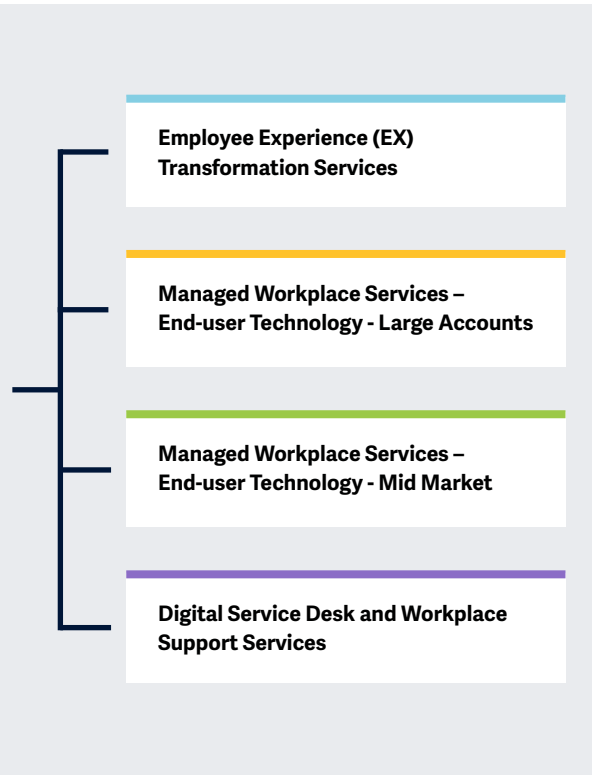 Employee Experience (EX)
Transformation Services
Managed Workplace Services –
End-user Technology - Large Accounts
Managed Workplace Services –
End-user Technology - Mid Market
Digital Service Desk and Workplace
Support Services